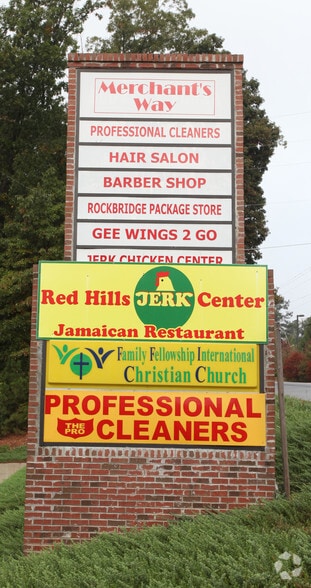 Merchant's
Way
PROFESSIONAL CLEANERS
HAIR SALON
BARBER SHOP
ROCKBRIDGE PACKAGE STORE
GEE WINGS 2 GO
JERK CHICKEN CENTER
Red Hills JERK Center
Jamaican Restaurant
Family Fellowship International
Christian Church
PROFESSIONAL
THE PRO CLEANERS